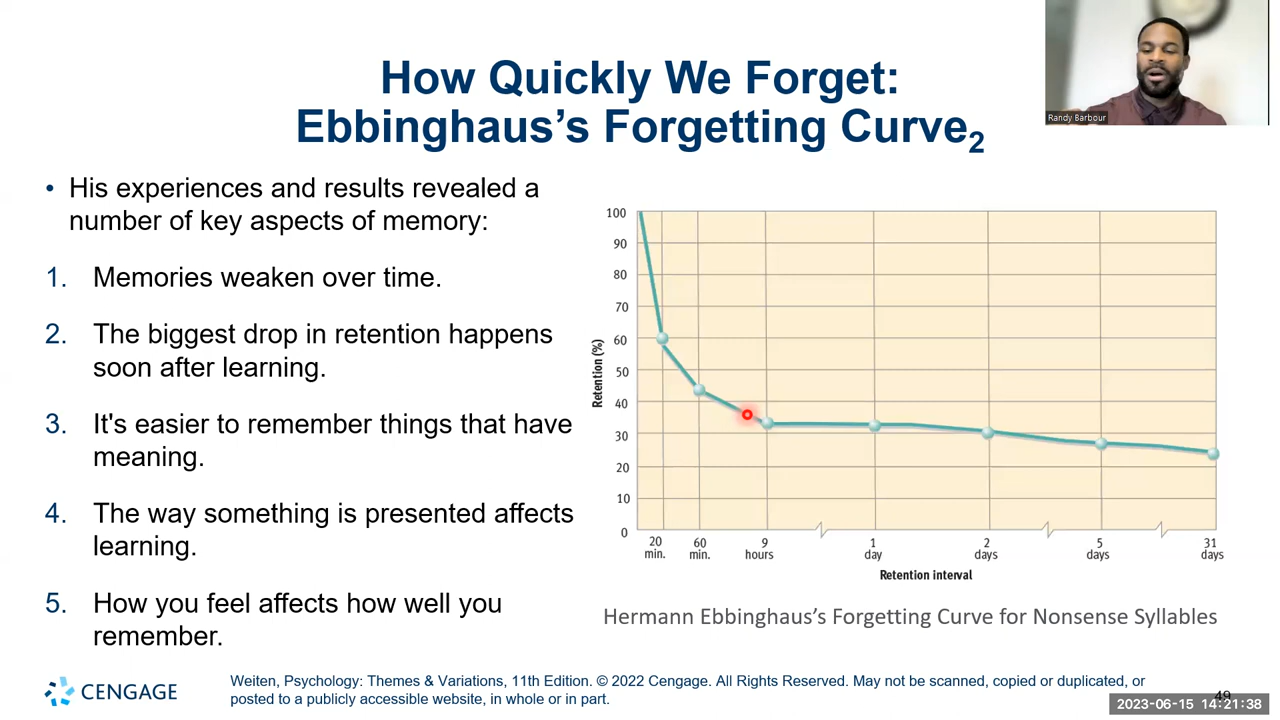 How Quickly We Forget:
Ebbinghaus’s Forgetting Curve2
Randy Barbour
• His experiences and results revealed a
number of key aspects of memory:
1. Memories weaken over time.
2. The biggest drop in retention happens
soon after learning.
3. It's easier to remember things that have
meaning.
4. The way something is presented affects
learning.
5. How you feel affects how well you
remember.
Retention (%)
100
90
80
70
60
50
40
30
20
10
0
20 min.
60 min.
9 hours
1 day
2 days
5 days
31 days
Retention interval
Hermann Ebbinghaus’s Forgetting Curve for Nonsense Syllables
CENGAGE
Weiten, Psychology: Themes & Variations, 11th Edition. © 2022 Cengage. All Rights Reserved. May not be scanned, copied or duplicated, or
posted to a publicly accessible website, in whole or in part.
49
2023-06-15 14:21:38